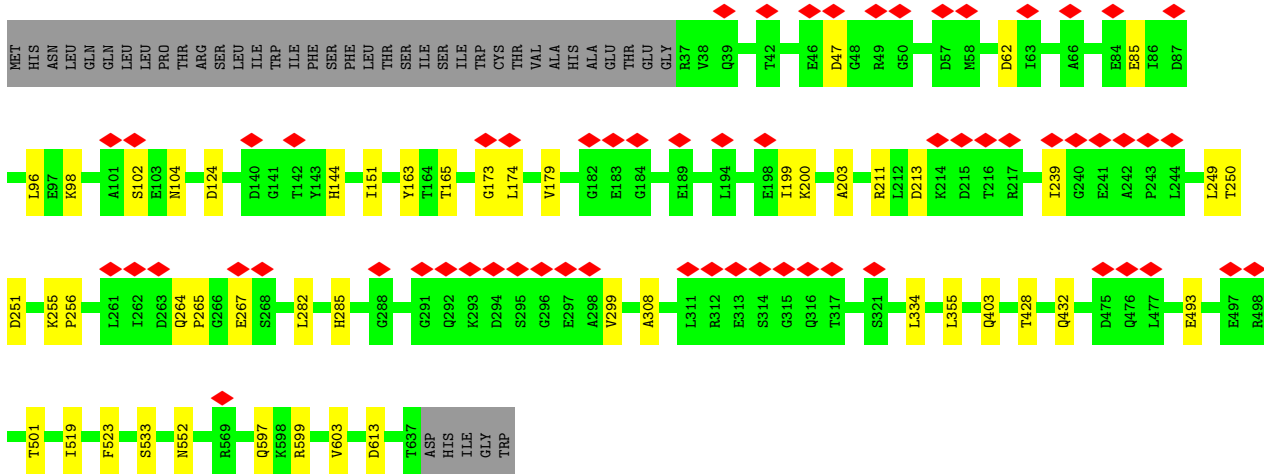 MET HIS ASN LEU GLN GLN LEU LEU PRO THR ARG SER LEU ILE TRP ILE PHE SER PHE LEU THR SER ILE SER ILE TRP CYS THR VAL ALA HIS ALA GLU THR GLU GLY R37 V38 Q39 T42 E46 D47 G48 R49 G50 D57 M58 D62 I63 A66 E84 E85 I86 D87
L96 E97 K98 A101 S102 E103 N104 D124 D140 G141 T142 Y143 H144 I151 Y163 T164 T165 G173 L174 V179 G182 E183 G184 E189 L194 E198 I199 K200 A203 R211 L212 D213 K214 D215 T216 R217 I239 G240 E241 A242 P243 L244 L249 T250
D251 K255 P256 L261 I262 D263 Q264 P265 G266 E267 S268 L282 H285 G288 G291 Q292 K293 D294 S295 G296 E297 A298 V299 A308 L311 R312 E313 S314 G315 Q316 T317 S321 L334 L355 Q403 T428 Q432 D475 Q476 L477 E493 E497 R498
T501 I519 F523 S533 N552 R569 Q597 K598 R599 V603 D613 T637 ASP HIS ILE GLY TRP